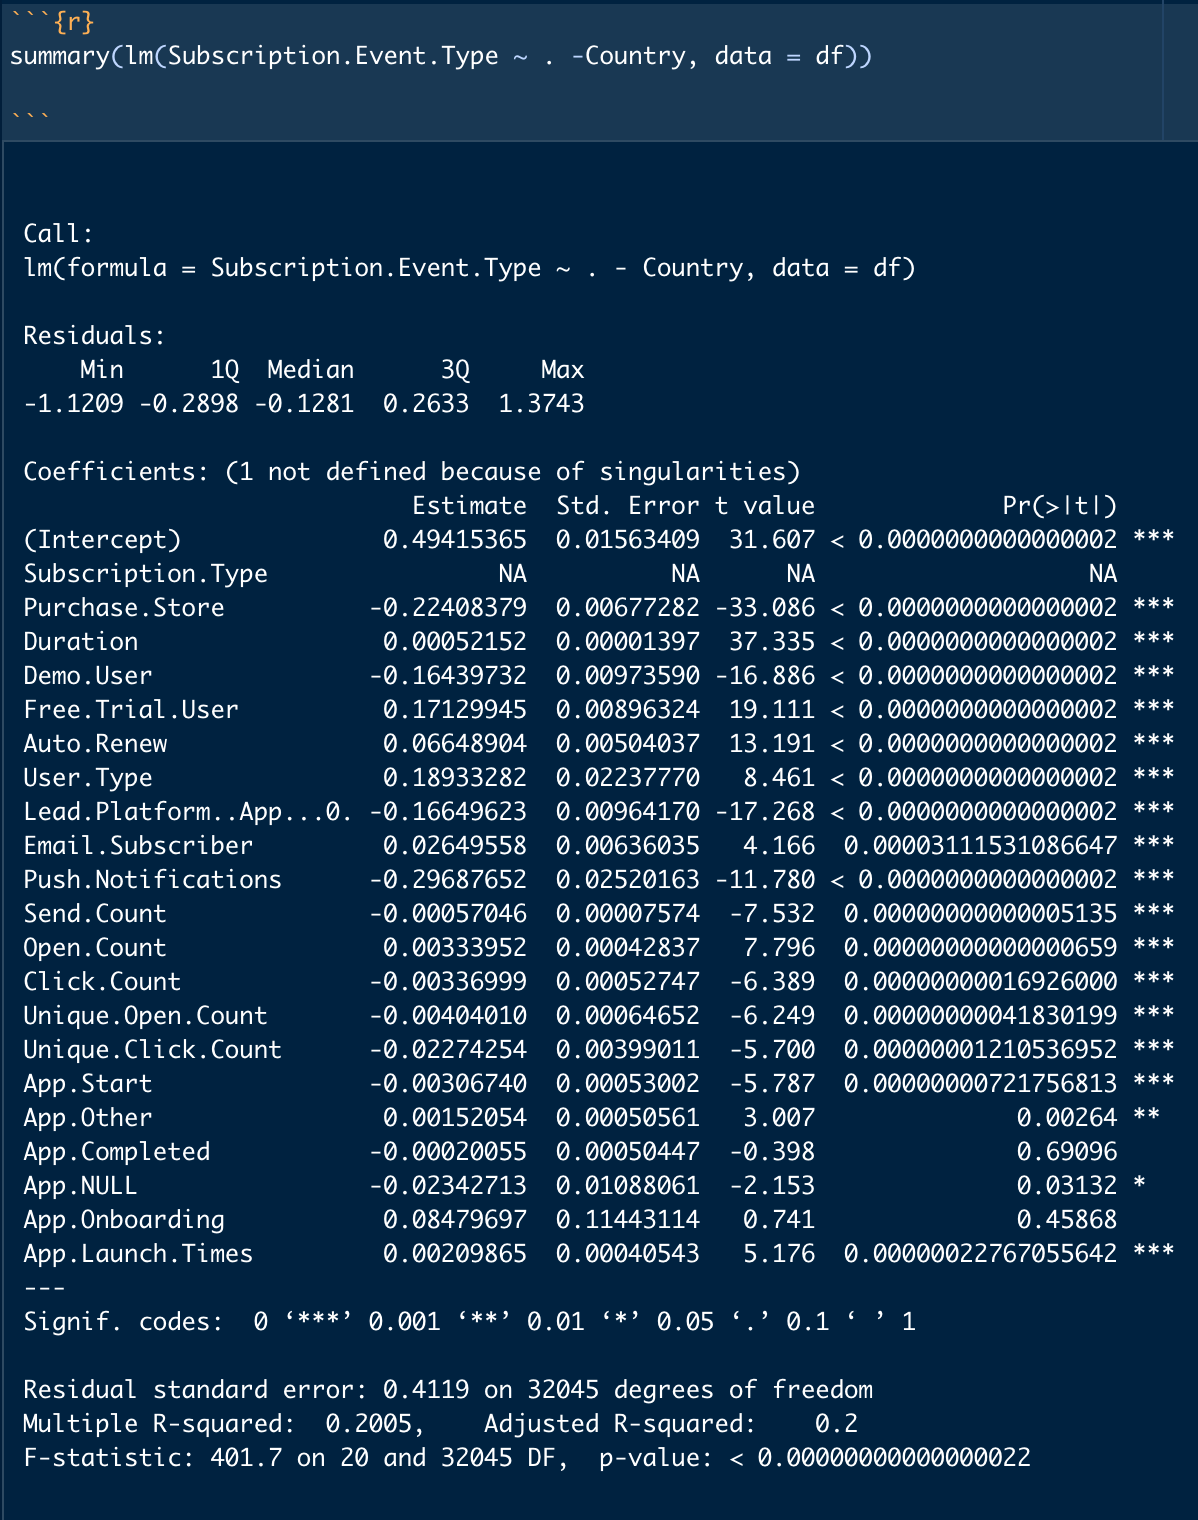 ```{r}
summary(lm(Subscription.Event.Type ~ . -Country, data = df))
```
Call:
lm(formula = Subscription.Event.Type ~ . - Country, data = df)
Residuals:
    Min      1Q  Median      3Q     Max
-1.1209 -0.2898 -0.1281  0.2633  1.3743
Coefficients: (1 not defined because of singularities)
                           Estimate  Std. Error t value             Pr(>|t|)
(Intercept)              0.49415365  0.01563409  31.607 < 0.0000000000000002 ***
Subscription.Type                NA          NA      NA                   NA
Purchase.Store          -0.22408379  0.00677282 -33.086 < 0.0000000000000002 ***
Duration                 0.00052152  0.00001397  37.335 < 0.0000000000000002 ***
Demo.User               -0.16439732  0.00973590 -16.886 < 0.0000000000000002 ***
Free.Trial.User          0.17129945  0.00896324  19.111 < 0.0000000000000002 ***
Auto.Renew               0.06648904  0.00504037  13.191 < 0.0000000000000002 ***
User.Type                0.18933282  0.02237770   8.461 < 0.0000000000000002 ***
Lead.Platform..App...0. -0.16649623  0.00964170 -17.268 < 0.0000000000000002 ***
Email.Subscriber         0.02649558  0.00636035   4.166  0.00003111531086647 ***
Push.Notifications      -0.29687652  0.02520163 -11.780 < 0.0000000000000002 ***
Send.Count              -0.00057046  0.00007574  -7.532  0.00000000000005135 ***
Open.Count               0.00333952  0.00042837   7.796  0.00000000000000659 ***
Click.Count             -0.00336999  0.00052747  -6.389  0.00000000016926000 ***
Unique.Open.Count       -0.00404010  0.00064652  -6.249  0.00000000041830199 ***
Unique.Click.Count      -0.02274254  0.00399011  -5.700  0.00000001210536952 ***
App.Start               -0.00306740  0.00053002  -5.787  0.00000000721756813 ***
App.Other                0.00152054  0.00050561   3.007              0.00264 **
App.Completed           -0.00020055  0.00050447  -0.398              0.69096
App.NULL                -0.02342713  0.01088061  -2.153              0.03132 *
App.Onboarding           0.08479697  0.11443114   0.741              0.45868
App.Launch.Times         0.00209865  0.00040543   5.176  0.00000022767055642 ***
---
Signif. codes:  0 ‘***’ 0.001 ‘**’ 0.01 ‘*’ 0.05 ‘.’ 0.1 ‘ ’ 1
Residual standard error: 0.4119 on 32045 degrees of freedom
Multiple R-squared:  0.2005,    Adjusted R-squared:    0.2
F-statistic: 401.7 on 20 and 32045 DF,  p-value: < 0.00000000000000022